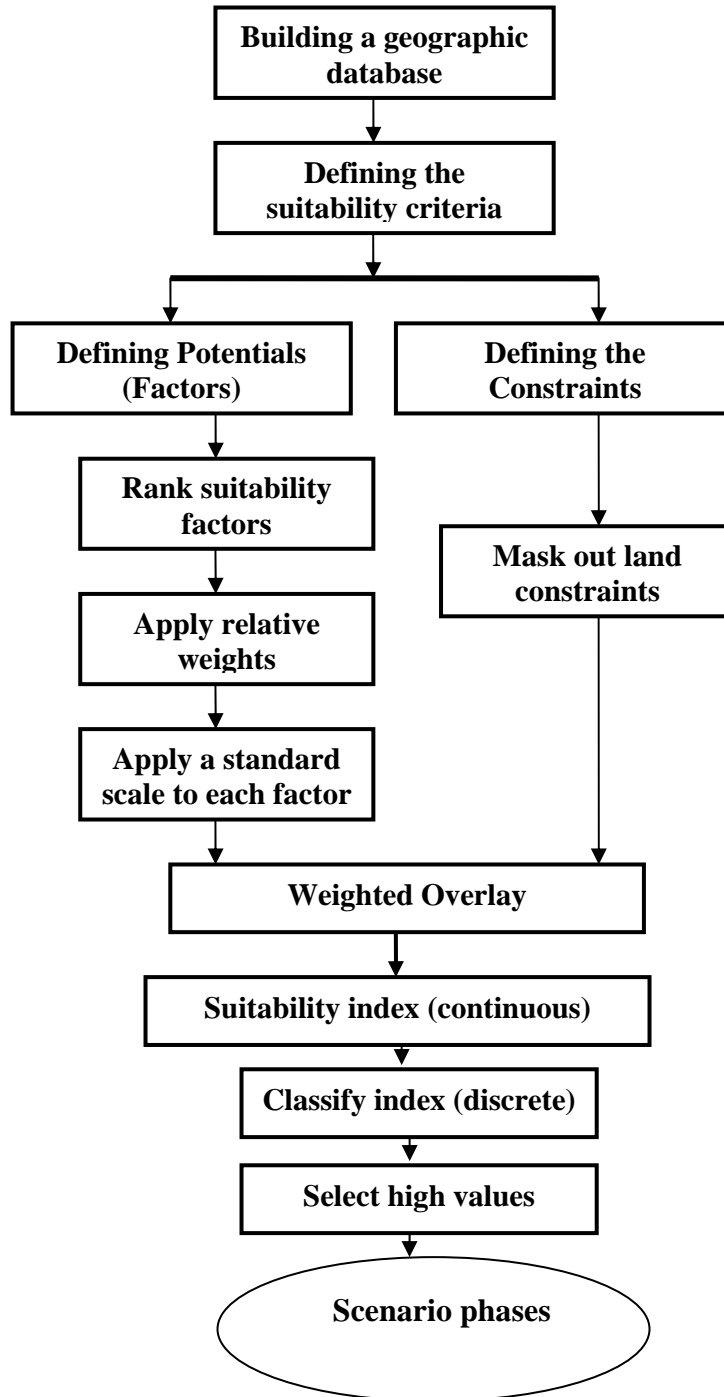 Building a geographic
database
Defining the
suitability criteria
Defining Potentials
(Factors)
Defining the
Constraints
Rank suitability
factors
Mask out land
constraints
Apply relative
weights
Apply a standard
scale to each factor
Weighted Overlay
Suitability index (continuous)
Classify index (discrete)
Select high values
Scenario phases